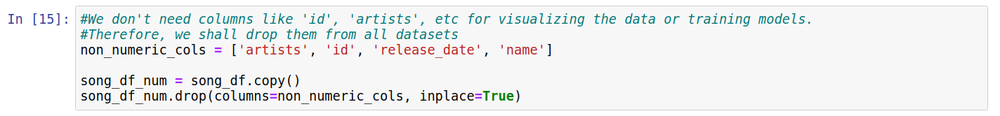 In [15]: #We don't need columns like 'id', 'artists', etc for visualizing the data or training models.
#Therefore, we shall drop them from all datasets
non_numeric_cols = ['artists', 'id', 'release_date', 'name']

song_df_num = song_df.copy()
song_df_num.drop(columns=non_numeric_cols, inplace=True)